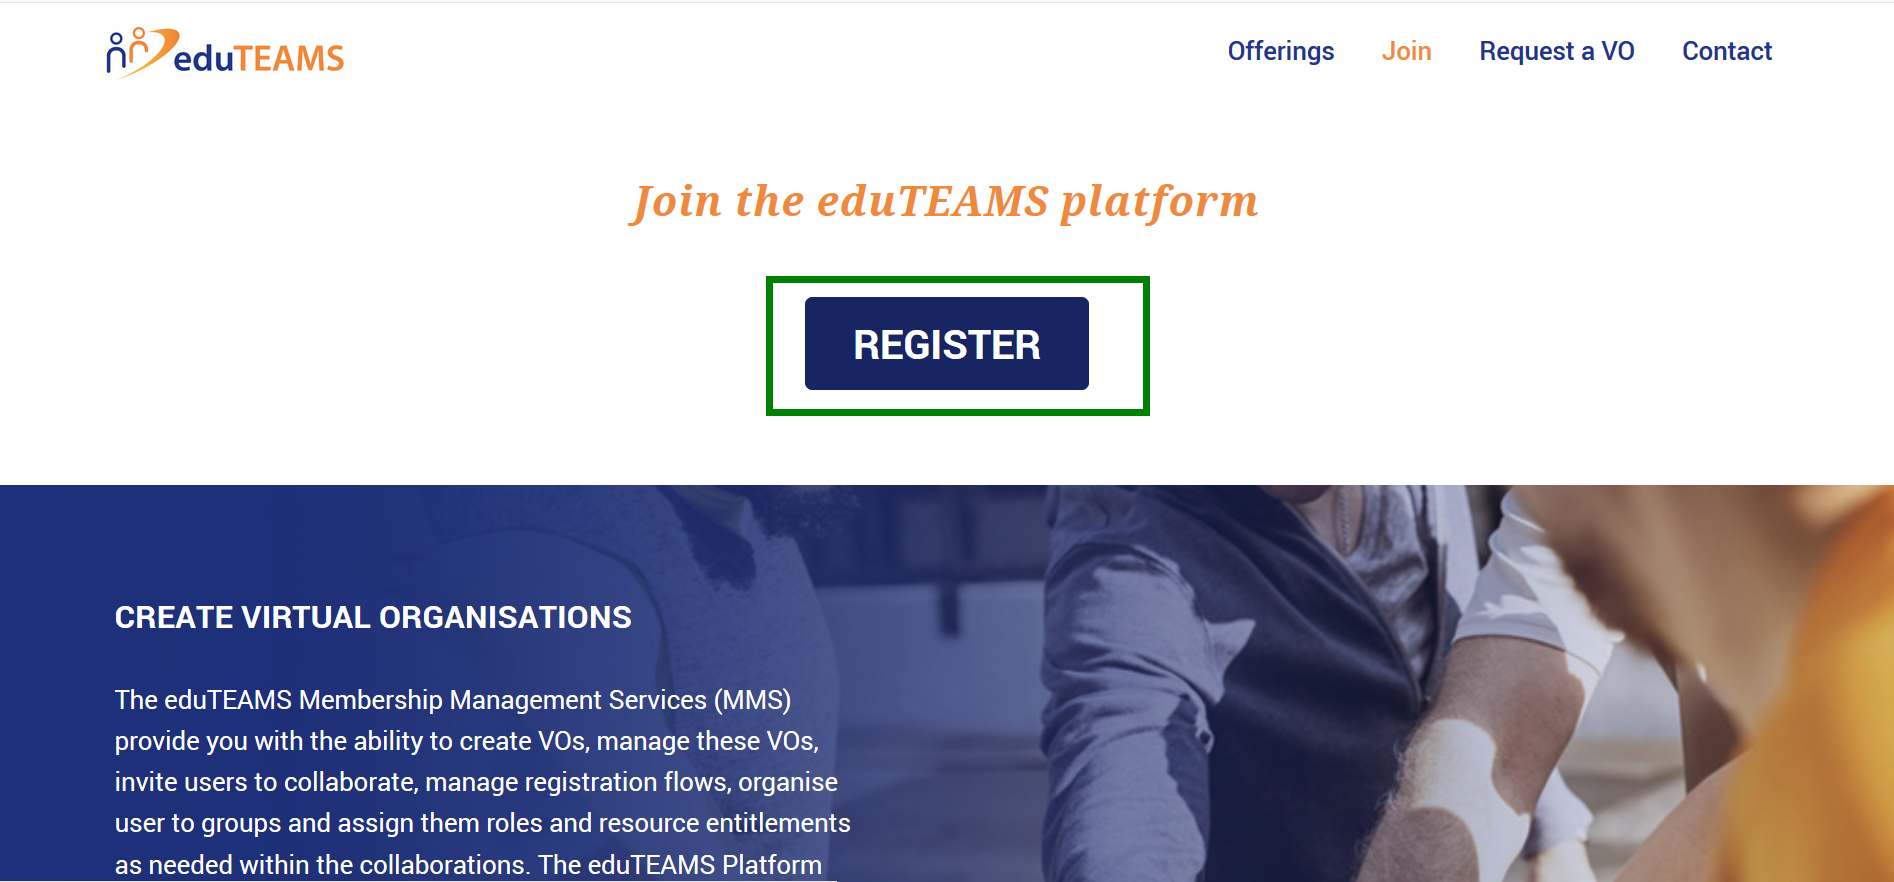 eduTEAMS
Offerings Join Request a VO Contact
Join the eduTEAMS platform
REGISTER
CREATE VIRTUAL ORGANISATIONS
The eduTEAMS Membership Management Services (MMS)
provide you with the ability to create VOs, manage these VOs,
invite users to collaborate, manage registration flows, organise
user to groups and assign them roles and resource entitlements
as needed within the collaborations. The eduTEAMS Platform